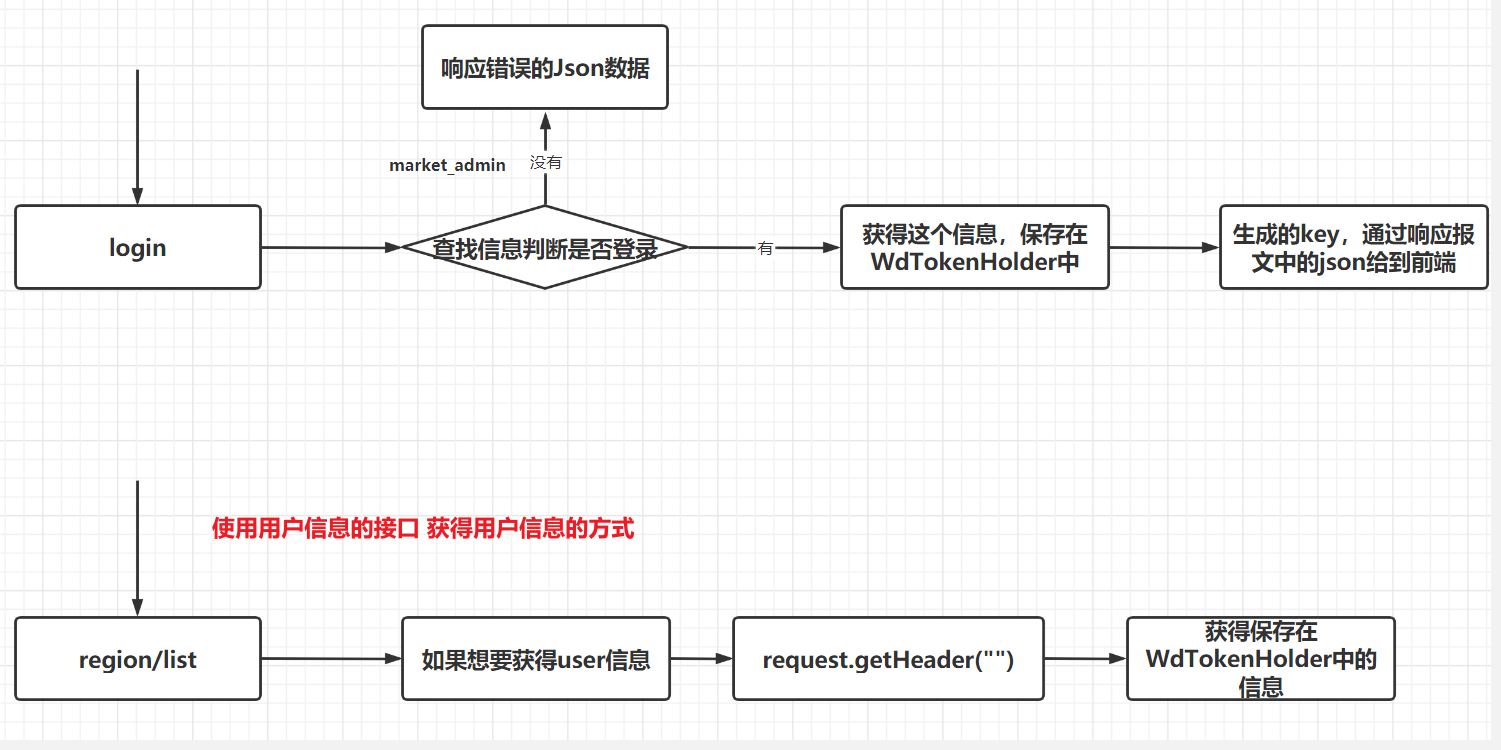 响应错误的Json数据
market_admin
没有
login
查找信息判断是否登录
有
获得这个信息，保存在
WdTokenHolder中
生成的key，通过响应报
文中的json给到前端
使用用户信息的接口 获得用户信息的方式
region/list
如果想要获得user信息
request.getHeader("")
获得保存在
WdTokenHolder中的
信息